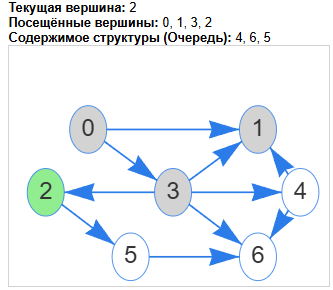 Текущая вершина: 2
Посещённые вершины: 0, 1, 3, 2
Содержимое структуры (Очередь): 4, 6, 5
0 1
2 3 4
5 6